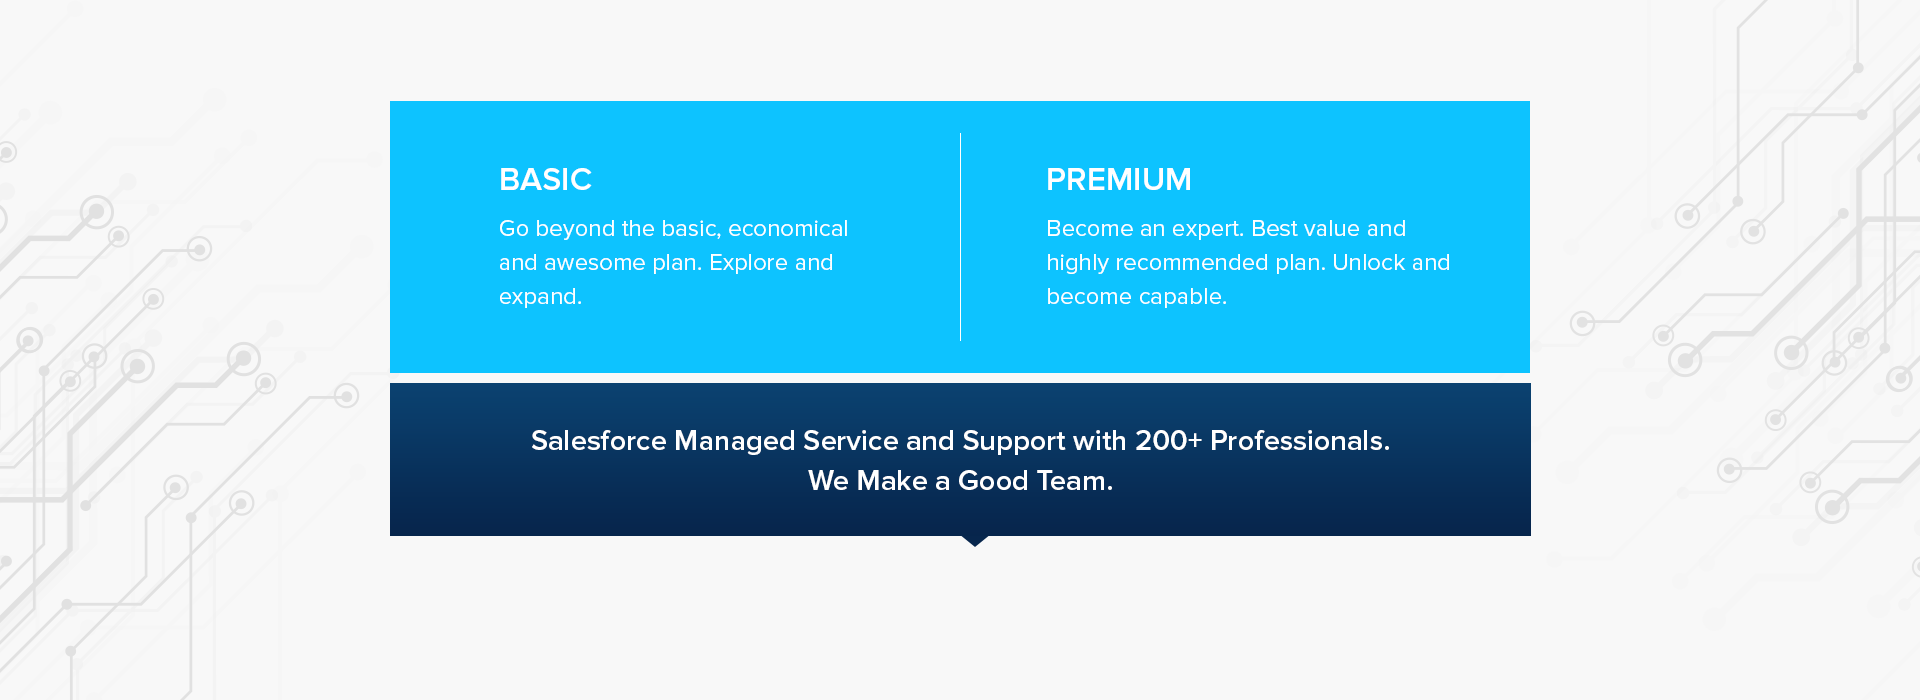 BASIC
Go beyond the basic, economical
and awesome plan. Explore and
expand.
PREMIUM
Become an expert. Best value and
highly recommended plan. Unlock and
become capable.
Salesforce Managed Service and Support with 200+ Professionals.
We Make a Good Team.